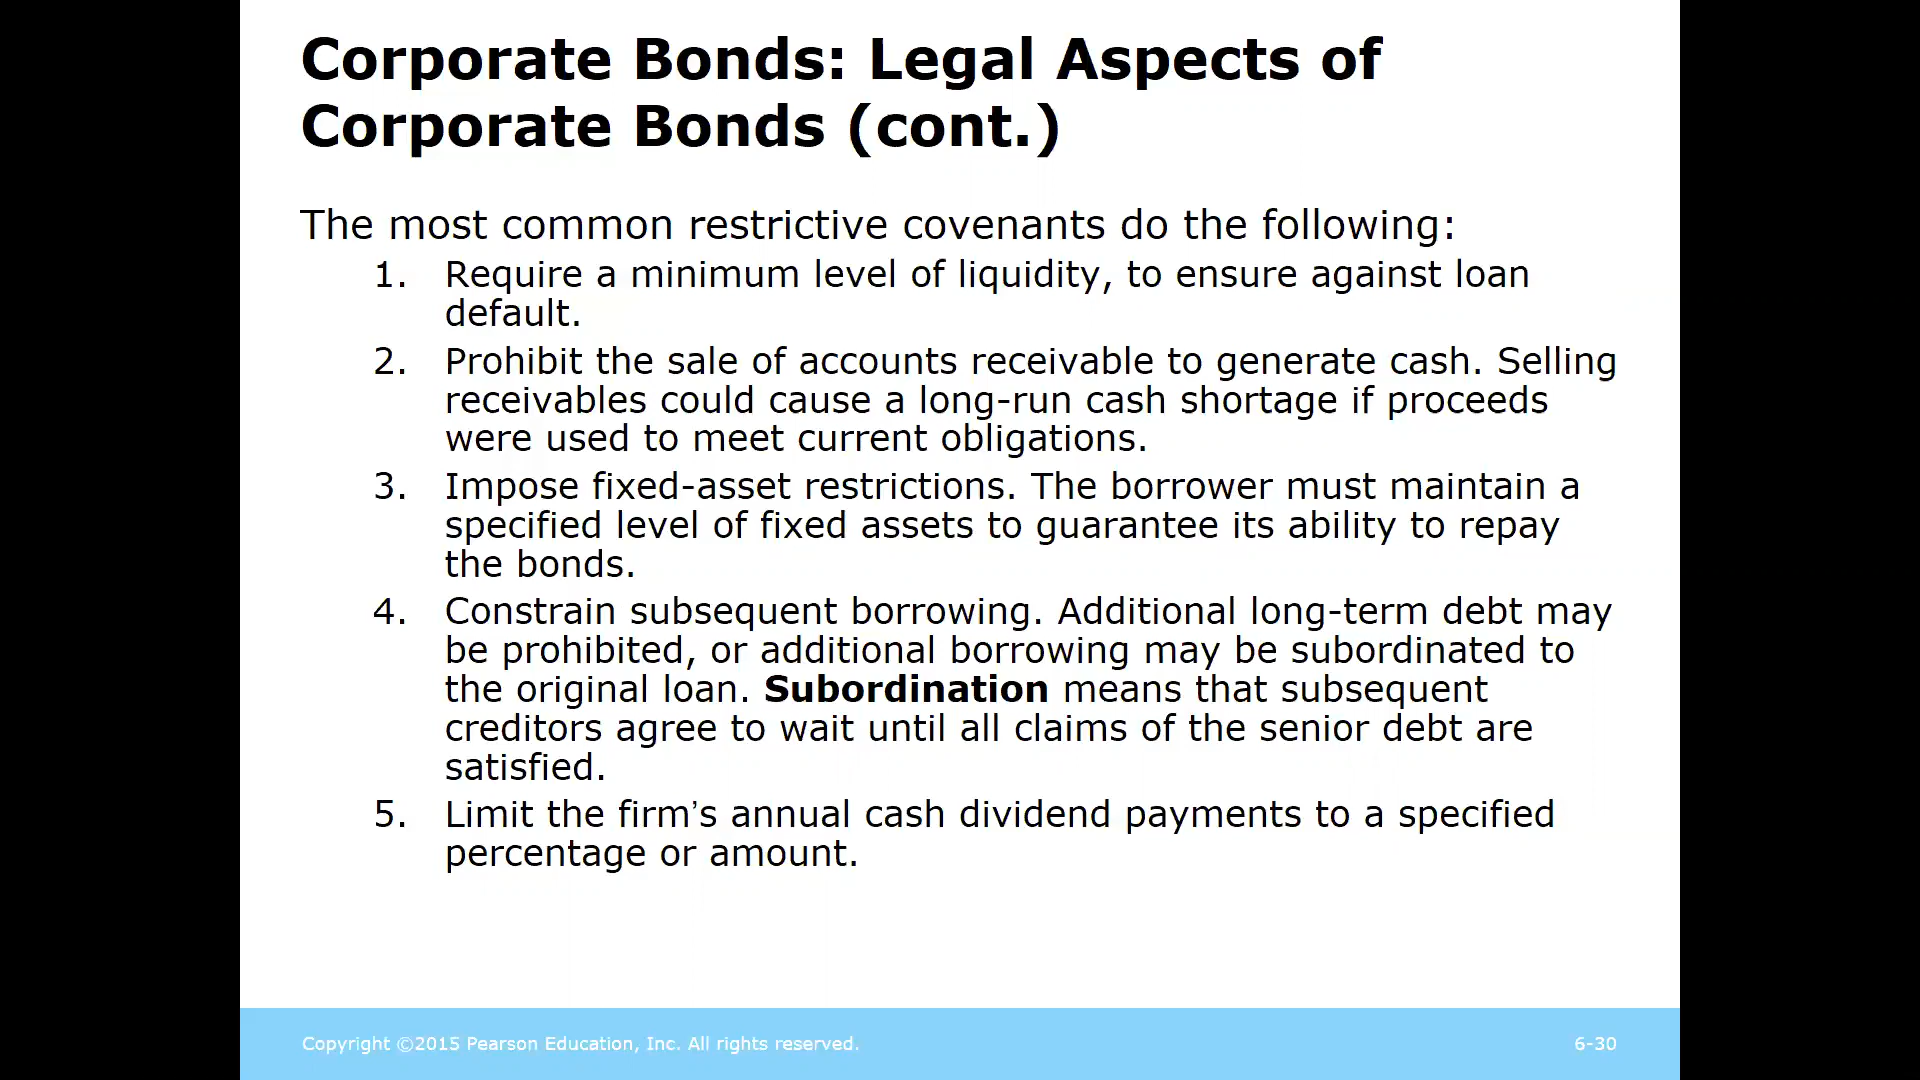 Corporate Bonds: Legal Aspects of
Corporate Bonds (cont.)
The most common restrictive covenants do the following:
1. Require a minimum level of liquidity, to ensure against loan
default.
2. Prohibit the sale of accounts receivable to generate cash. Selling
receivables could cause a long-run cash shortage if proceeds
were used to meet current obligations.
3. Impose fixed-asset restrictions. The borrower must maintain a
specified level of fixed assets to guarantee its ability to repay
the bonds.
4. Constrain subsequent borrowing. Additional long-term debt may
be prohibited, or additional borrowing may be subordinated to
the original loan. Subordination means that subsequent
creditors agree to wait until all claims of the senior debt are
satisfied.
5. Limit the firm’s annual cash dividend payments to a specified
percentage or amount.
Copyright ©2015 Pearson Education, Inc. All rights reserved.
6-30